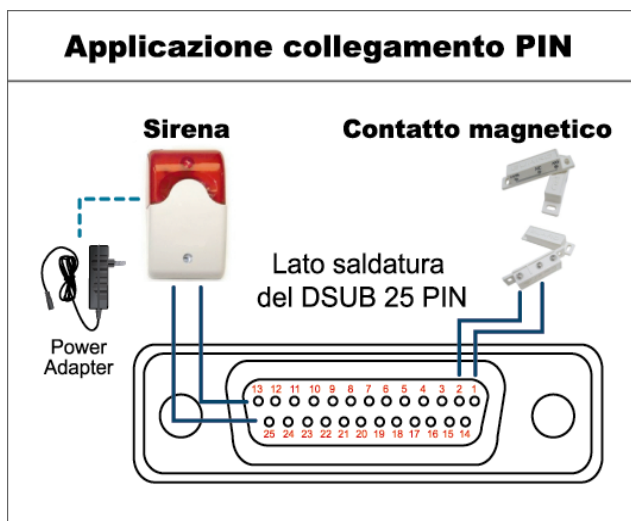 Applicazione collegamento PIN
Sirena
Contatto magnetico
Lato saldatura
del DSUB 25 PIN
Power
Adapter
13 12 11 10 9 8 7 6 5 4 3 2 1
25 24 23 22 21 20 19 18 17 16 15 14